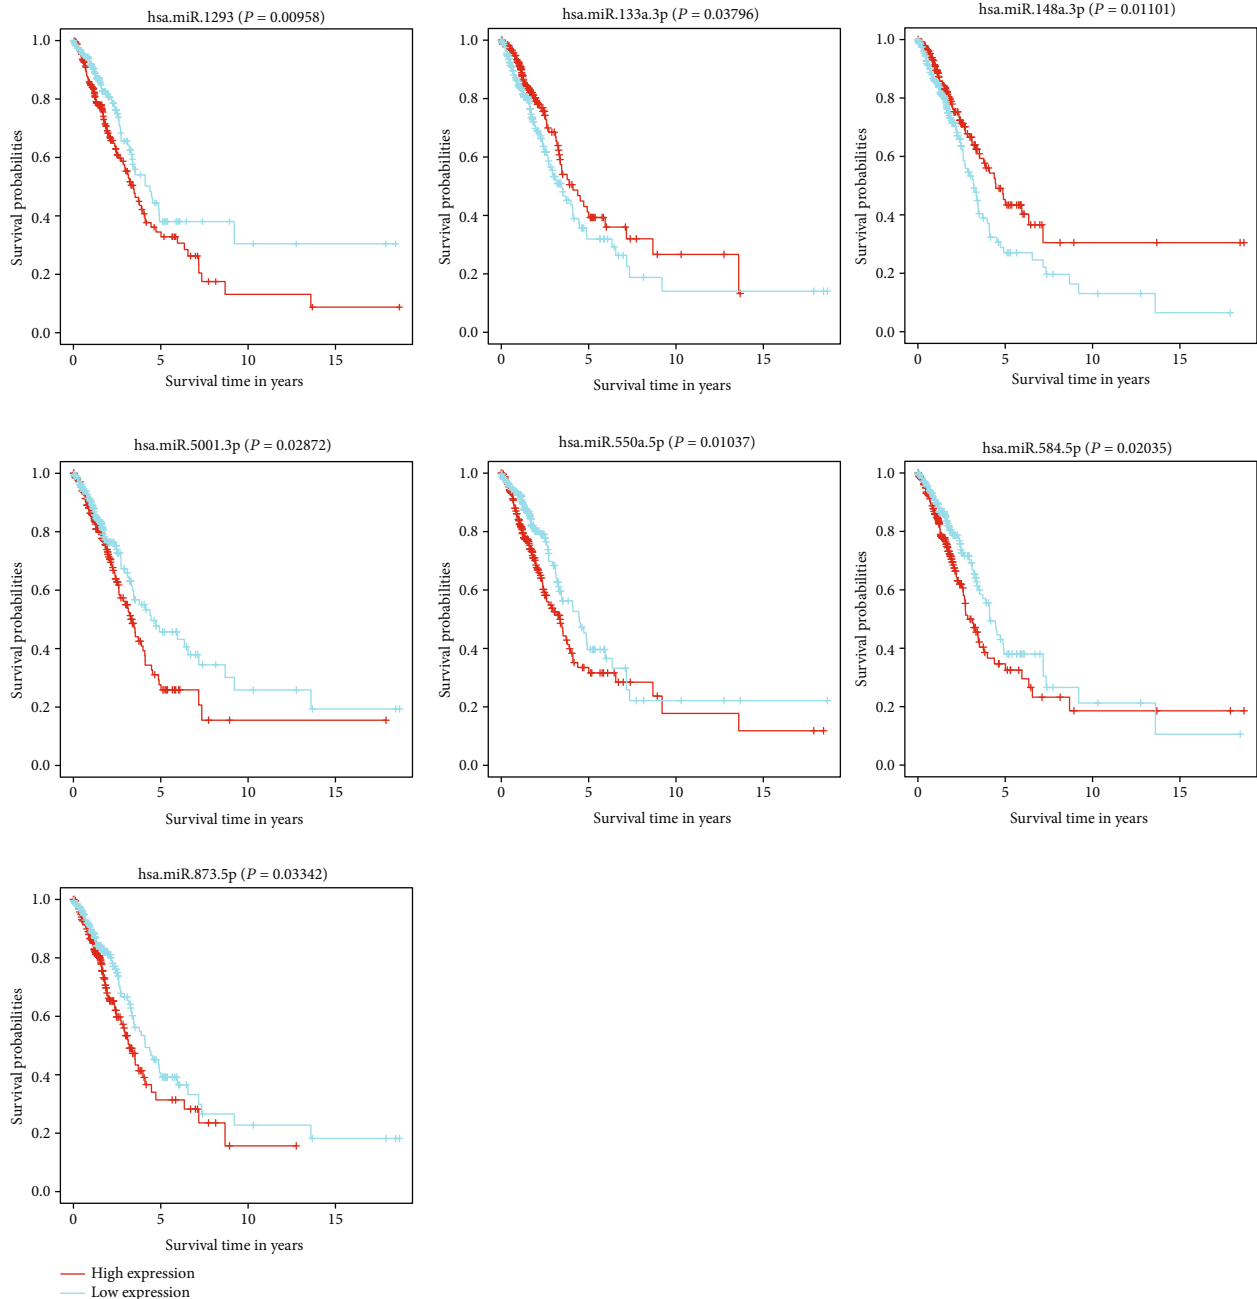 hsa.miR.1293 (P = 0.00958)
1.0
0.8
0.6
0.4
0.2
0.0
Survival probabilities
0 5 10 15
Survival time in years
hsa.miR.133a.3p (P = 0.03796)
1.0
0.8
0.6
0.4
0.2
0.0
Survival probabilities
0 5 10 15
Survival time in years
hsa.miR.148a.3p (P = 0.01101)
1.0
0.8
0.6
0.4
0.2
0.0
Survival probabilities
0 5 10 15
Survival time in years
hsa.miR.5001.3p (P = 0.02872)
1.0
0.8
0.6
0.4
0.2
0.0
Survival probabilities
0 5 10 15
Survival time in years
hsa.miR.550a.5p (P = 0.01037)
1.0
0.8
0.6
0.4
0.2
0.0
Survival probabilities
0 5 10 15
Survival time in years
hsa.miR.584.5p (P = 0.02035)
1.0
0.8
0.6
0.4
0.2
0.0
Survival probabilities
0 5 10 15
Survival time in years
hsa.miR.873.5p (P = 0.03342)
1.0
0.8
0.6
0.4
0.2
0.0
Survival probabilities
0 5 10 15
Survival time in years
High expression
Low expression